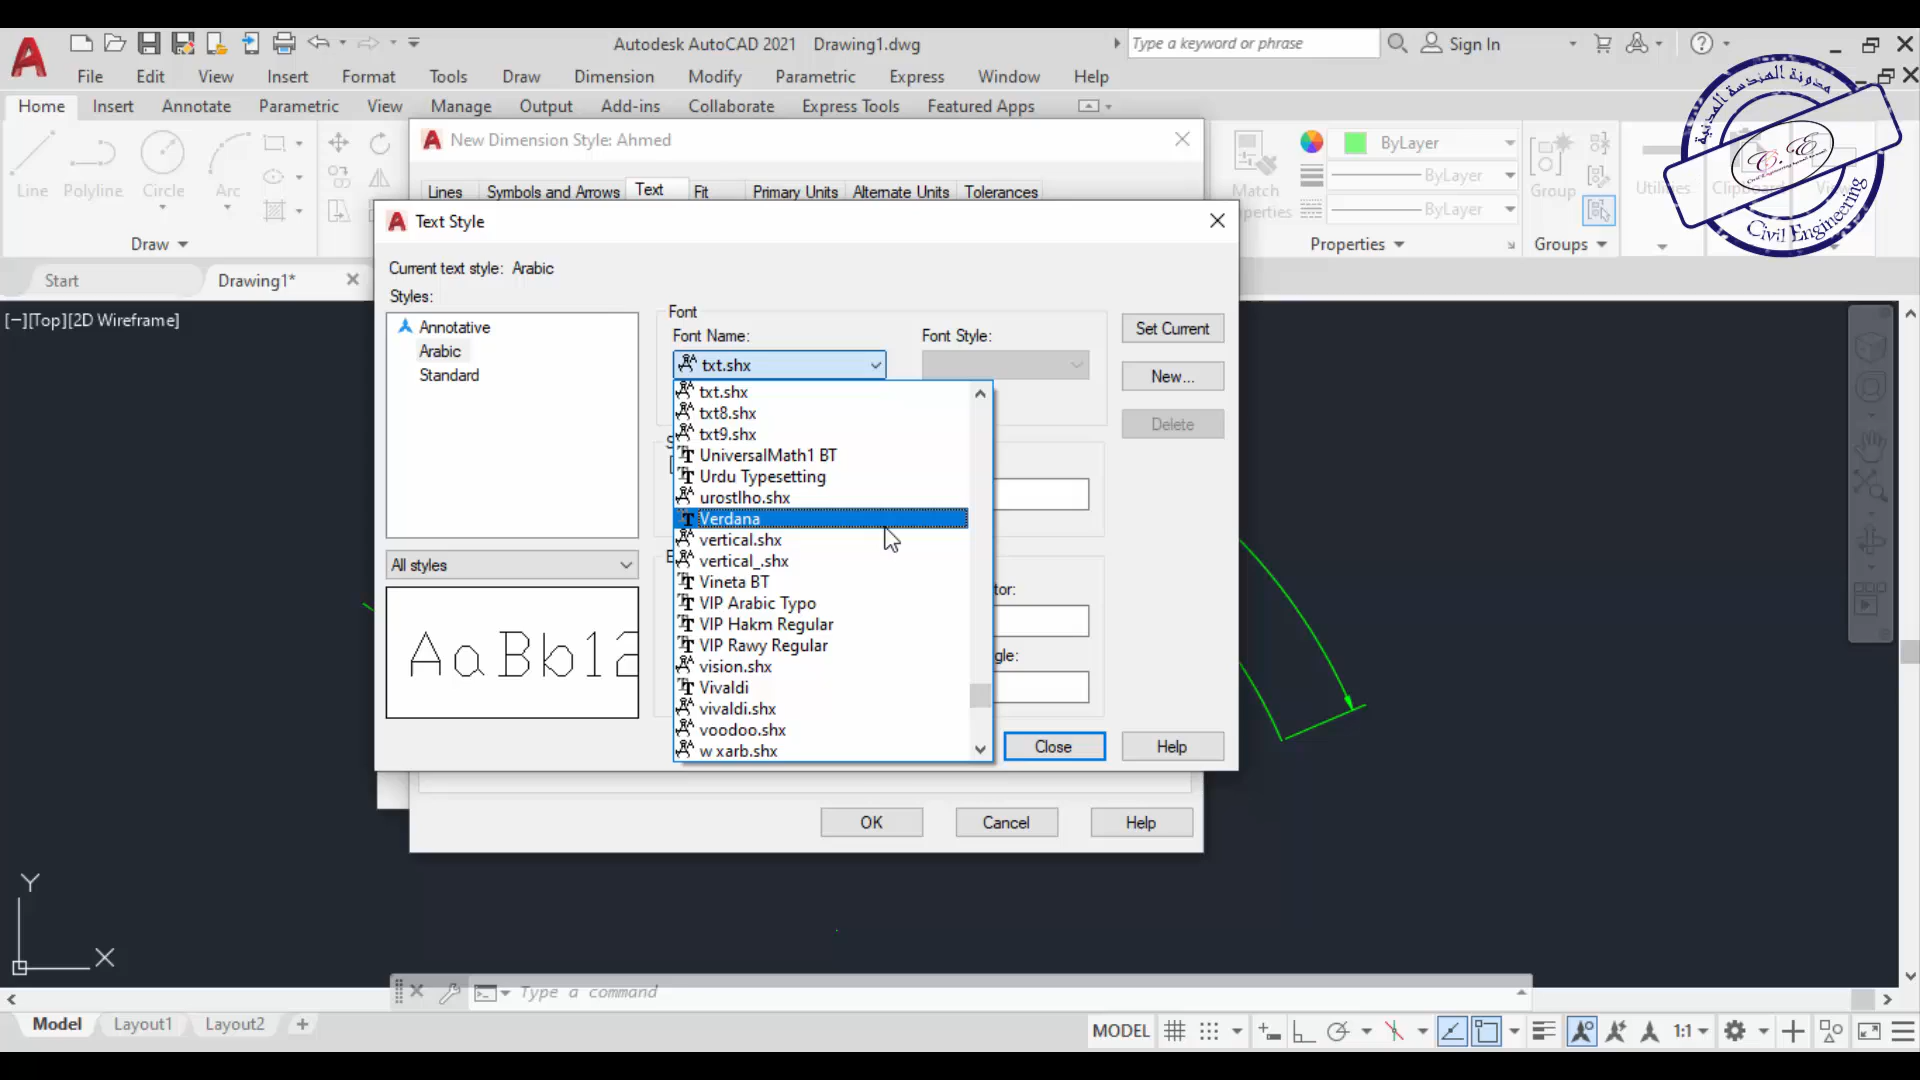 Autodesk AutoCAD 2021 Drawing1.dwg
Type a keyword or phrase
Sign In
File Edit View Insert Format Tools Draw Dimension Modify Parametric Express Window Help
Home Insert Annotate Parametric View Manage Output Add-ins Collaborate Express Tools Featured Apps
Line Polyline Circle Arc
Draw
Match
ByLayer
ByLayer
ByLayer
Properties
Group
Groups
Utilities
مدونة الهندسة المدنية
C.E
Civil Engineering
Start
Drawing1*
New Dimension Style: Ahmed
Lines Symbols and Arrows Text Fit Primary Units Alternate Units Tolerances
Text Style
Current text style: Arabic
Styles:
Annotative
Arabic
Standard
All styles
AaBb12
Font
Font Name:
txt.shx
Font Style:
txt.shx
txt8.shx
txt9.shx
UniversalMath1 BT
Urdu Typesetting
urostlho.shx
Verdana
vertical.shx
vertical_.shx
Vineta BT
VIP Arabic Typo
VIP Hakm Regular
VIP Rawy Regular
vision.shx
Vivaldi
vivaldi.shx
voodoo.shx
w xarb.shx
Set Current
New...
Delete
Close
Help
OK
Cancel
Help
[−][Top][2D Wireframe]
Y
X
Type a command
Model Layout1 Layout2
MODEL
1:1